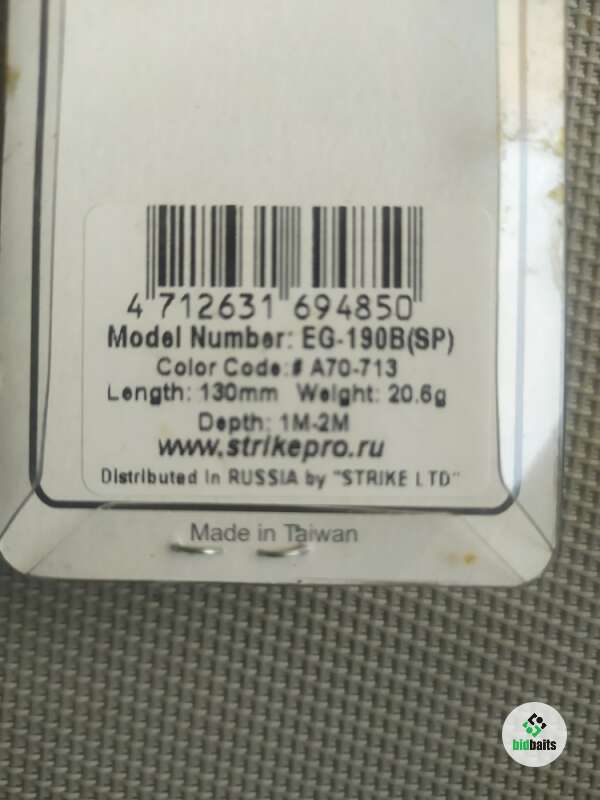 4 712631 694850
Model Number: EG-190B(SP)
Color Code:# A70-713
Length: 130mm Weight: 20.6g
Depth: 1M-2M
www.strikepro.ru
Distributed in RUSSIA by "STRIKE LTD"
Made in Taiwan
bidbaits